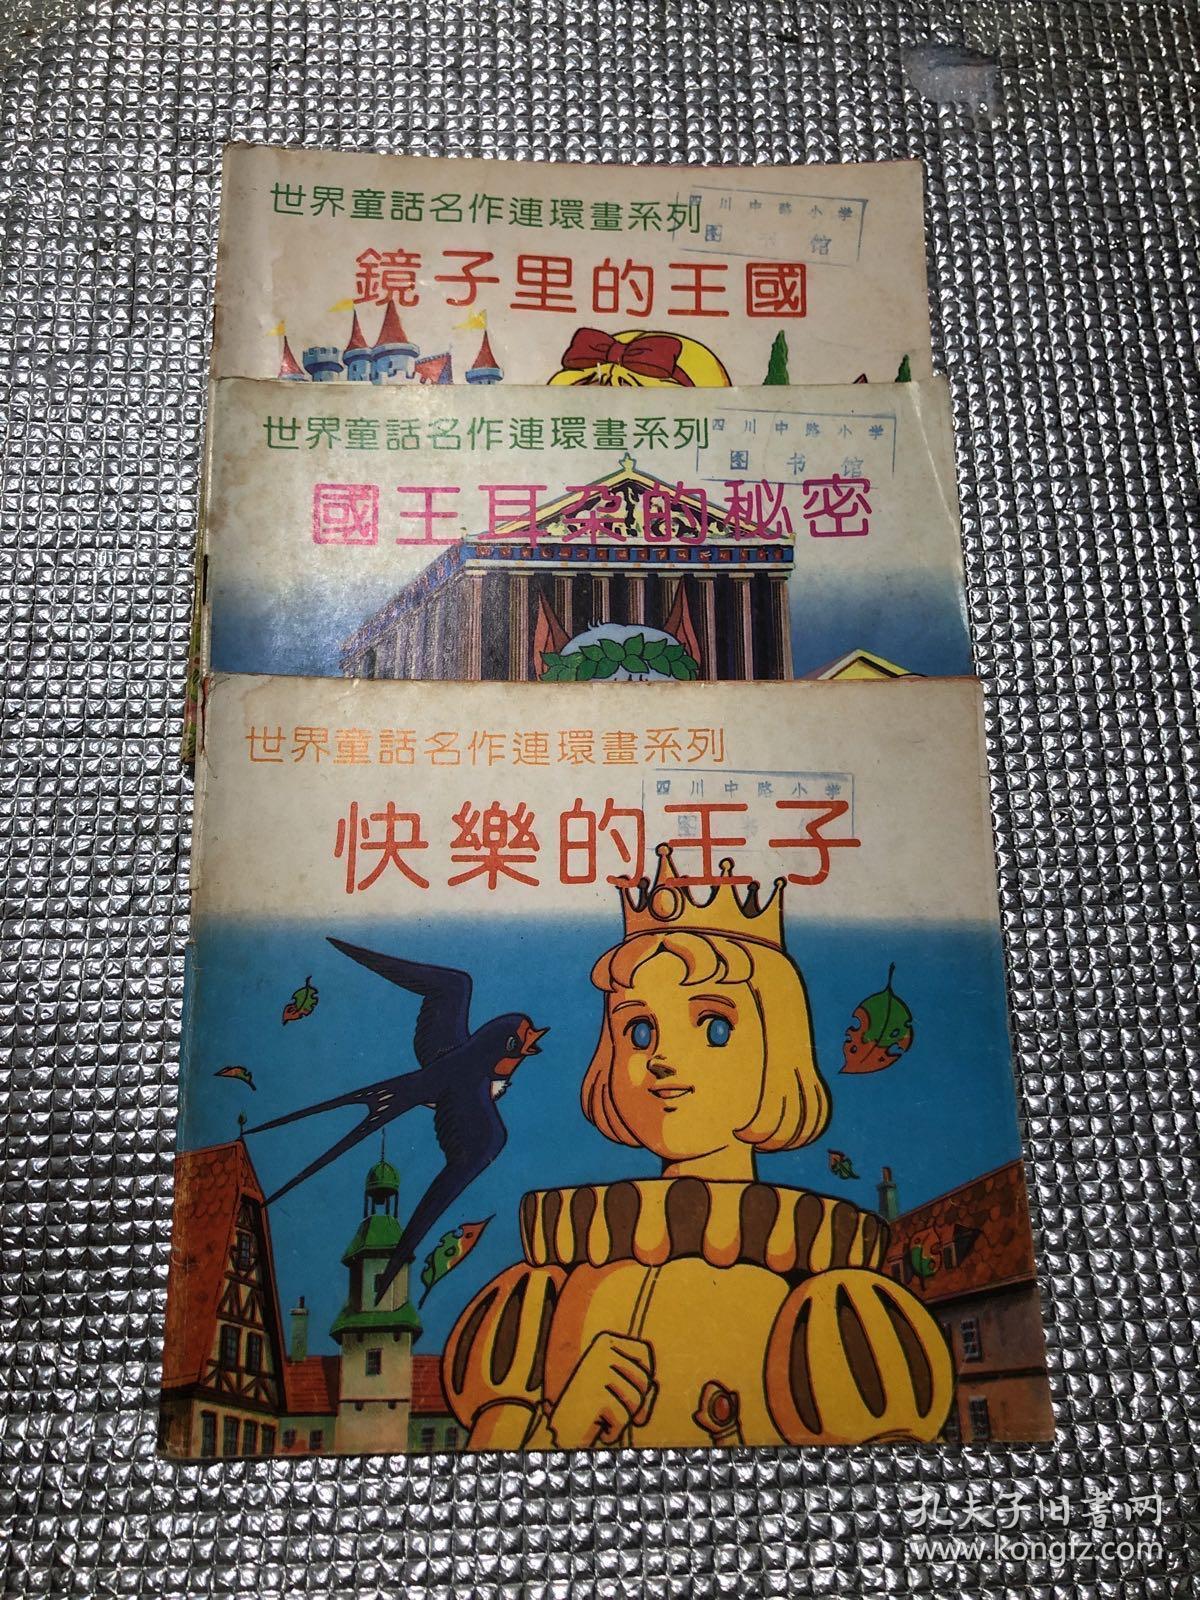 世界童話名作連環畫系列
四川中路小学
图书馆
鏡子里的王國
世界童話名作連環畫系列
四川中路小学
图书馆
國王耳朵的秘密
世界童話名作連環畫系列
四川中路小学
图书馆
快樂的王子
孔夫子旧書网
www.kongfz.com